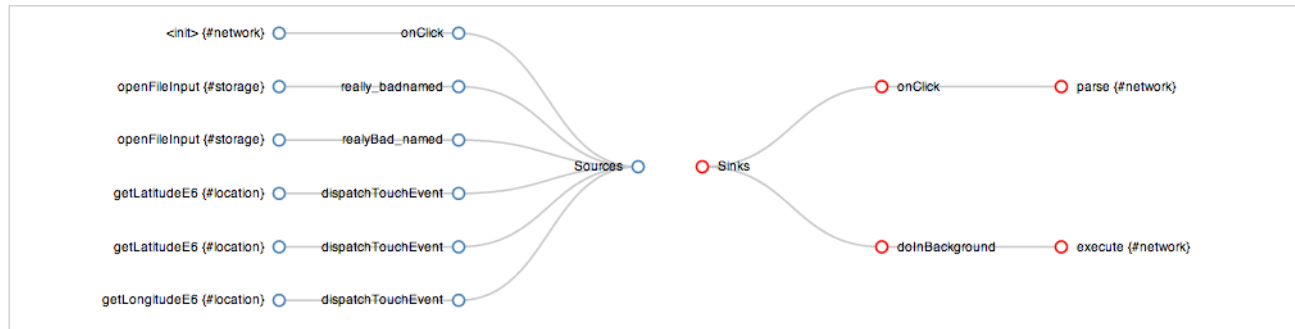 <init> {#network} onClick
openFileInput {#storage} really_badnamed onClick parse {#network}
openFileInput {#storage} realyBad_named
Sources Sinks
getLatitudeE6 {#location} dispatchTouchEvent
getLatitudeE6 {#location} dispatchTouchEvent doInBackground execute {#network}
getLongitudeE6 {#location} dispatchTouchEvent